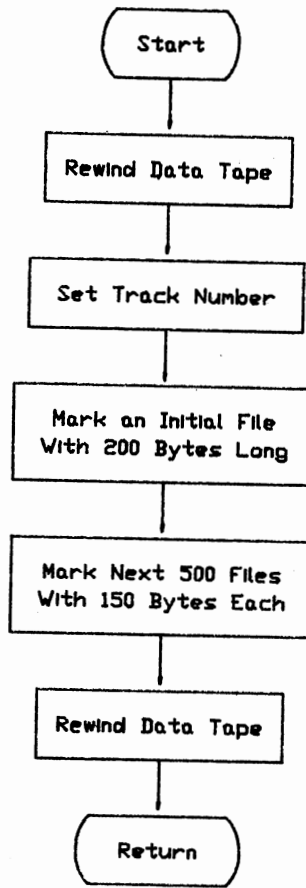 Start
Rewind Data Tape
Set Track Number
Mark an Initial File
With 200 Bytes Long
Mark Next 500 Files
With 150 Bytes Each
Rewind Data Tape
Return